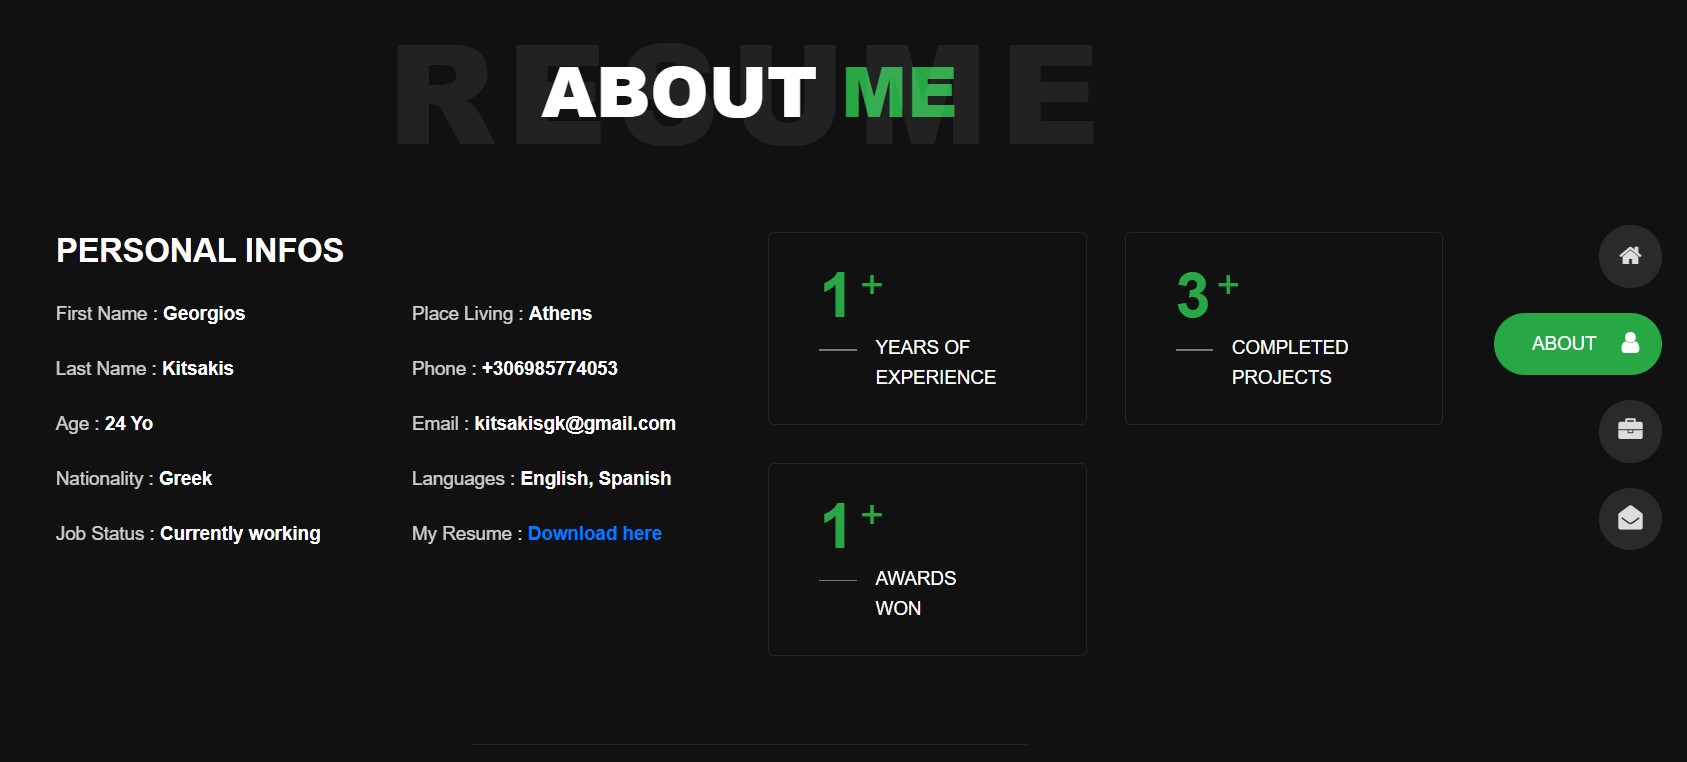 RESUME
ABOUT ME
PERSONAL INFOS
First Name : Georgios
Last Name : Kitsakis
Age : 24 Yo
Nationality : Greek
Job Status : Currently working
Place Living : Athens
Phone : +306985774053
Email : kitsakisgk@gmail.com
Languages : English, Spanish
My Resume : Download here
1+
YEARS OF
EXPERIENCE
3+
COMPLETED
PROJECTS
1+
AWARDS
WON
ABOUT